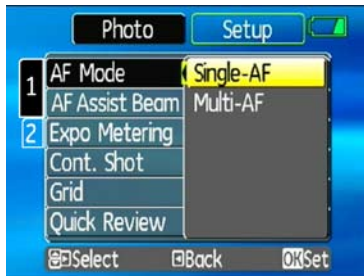 Photo Setup
1
AF Mode Single-AF
AF Assist Beam Multi-AF
2
Expo Metering
Cont. Shot
Grid
Quick Review
Select Back OK Set